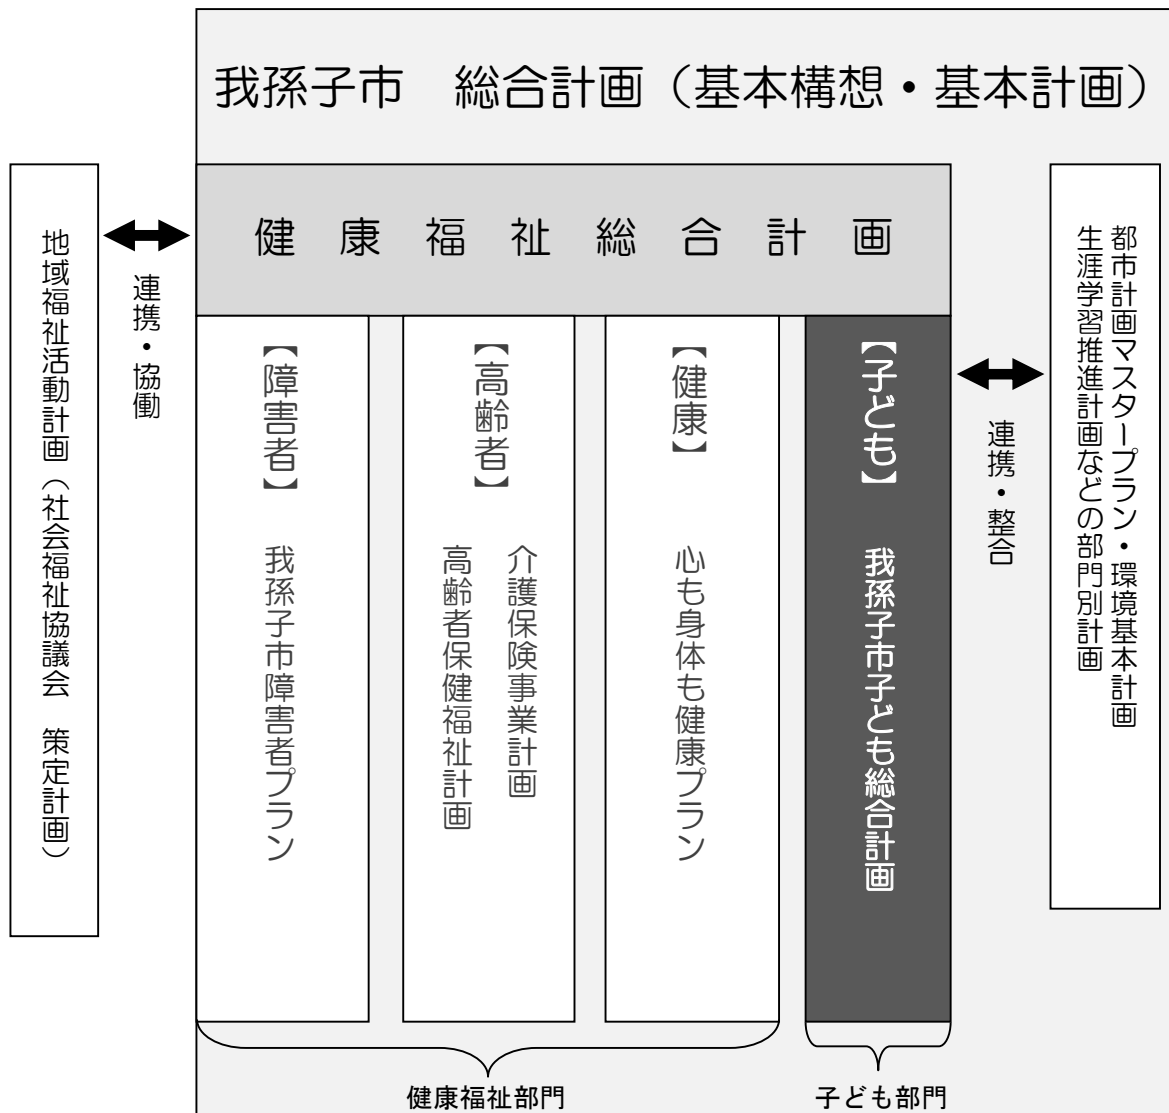 我孫子市　総合計画（基本構想・基本計画）
健康福祉総合計画
地域福祉活動計画（社会福祉協議会　策定計画）
連携・協働
【障害者】　我孫子市障害者プラン
【高齢者】　介護保険事業計画
高齢者保健福祉計画
【健康】　心も身体も健康プラン
【子ども】　我孫子市子ども総合計画
連携・整合
都市計画マスタープラン・環境基本計画
生涯学習推進計画などの部門別計画
健康福祉部門
子ども部門